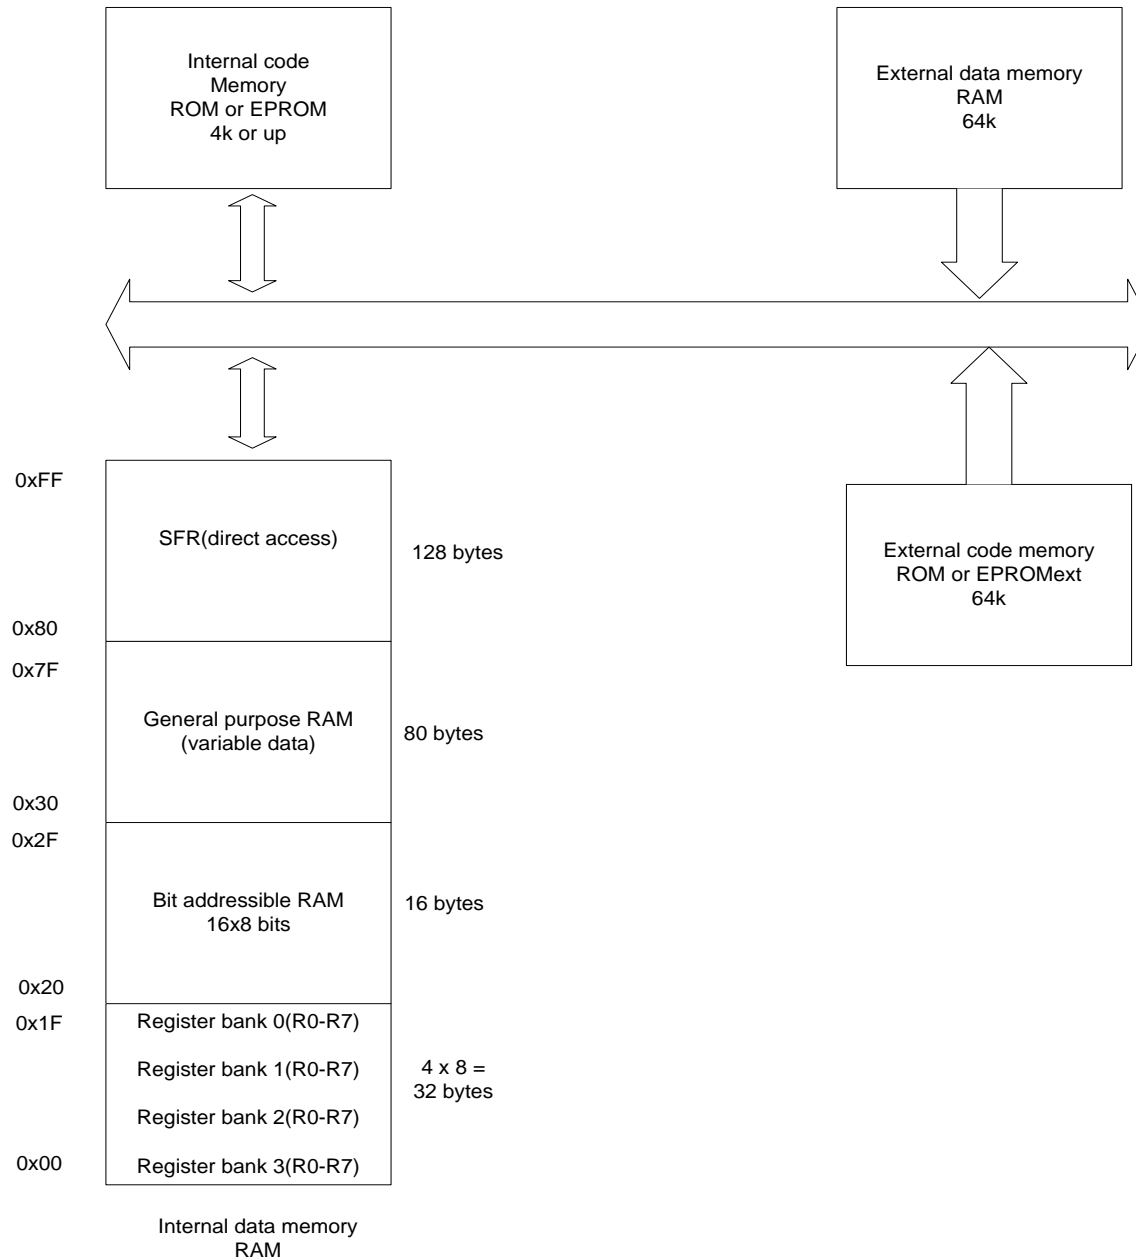 Internal code
Memory
ROM or EPROM
4k or up
External data memory
RAM
64k
0xFF
SFR(direct access)
128 bytes
0x80
External code memory
ROM or EPROMext
64k
0x7F
General purpose RAM
(variable data)
80 bytes
0x30
0x2F
Bit addressible RAM
16x8 bits
16 bytes
0x20
0x1F
Register bank 0(R0-R7)
Register bank 1(R0-R7)
4 x 8 =
32 bytes
Register bank 2(R0-R7)
0x00
Register bank 3(R0-R7)
Internal data memory
RAM